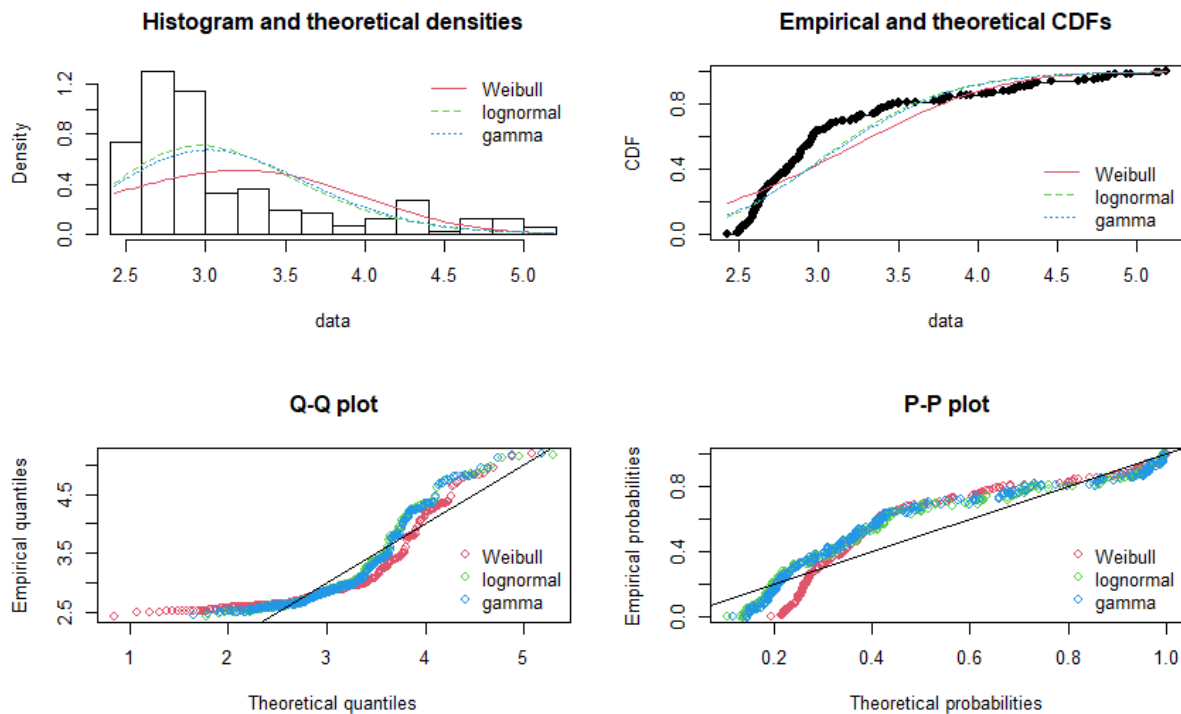 Histogram and theoretical densities
Density
0.0 0.4 0.8 1.2
Weibull
lognormal
gamma
2.5 3.0 3.5 4.0 4.5 5.0
data
Empirical and theoretical CDFs
CDF
0.0 0.4 0.8
Weibull
lognormal
gamma
2.5 3.0 3.5 4.0 4.5 5.0
data
Q-Q plot
Empirical quantiles
2.5 3.5 4.5
Weibull
lognormal
gamma
1 2 3 4 5
Theoretical quantiles
P-P plot
Empirical probabilities
0.0 0.4 0.8
Weibull
lognormal
gamma
0.2 0.4 0.6 0.8 1.0
Theoretical probabilities